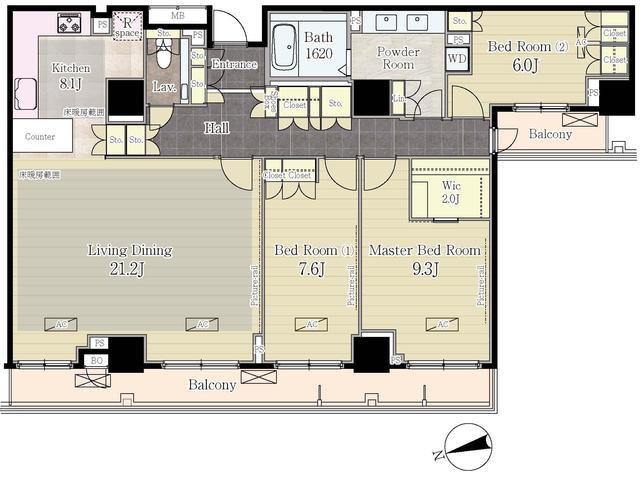 MB
PS
R
space
Sto.
PS
Entrance
Bath
1620
PS
Powder
Room
Sto.
PS
WD
Bed Room (2)
6.0J
AC
Closet
Closet
Kitchen
8.1J
Lav.
Sto.
Sto.
床暖房範囲
Counter
Sto.
Sto.
Hall
Shoes
Box
Closet
Sto.
Lin.
PS
Balcony
床暖房範囲
Closet
Closet
Wic
2.0J
Living Dining
21.2J
Bed Room (1)
7.6J
Master Bed Room
9.3J
Picture-rail
Picture-rail
Picture-rail
AC
AC
AC
AC
PS
BO
PS
PS
Balcony
N